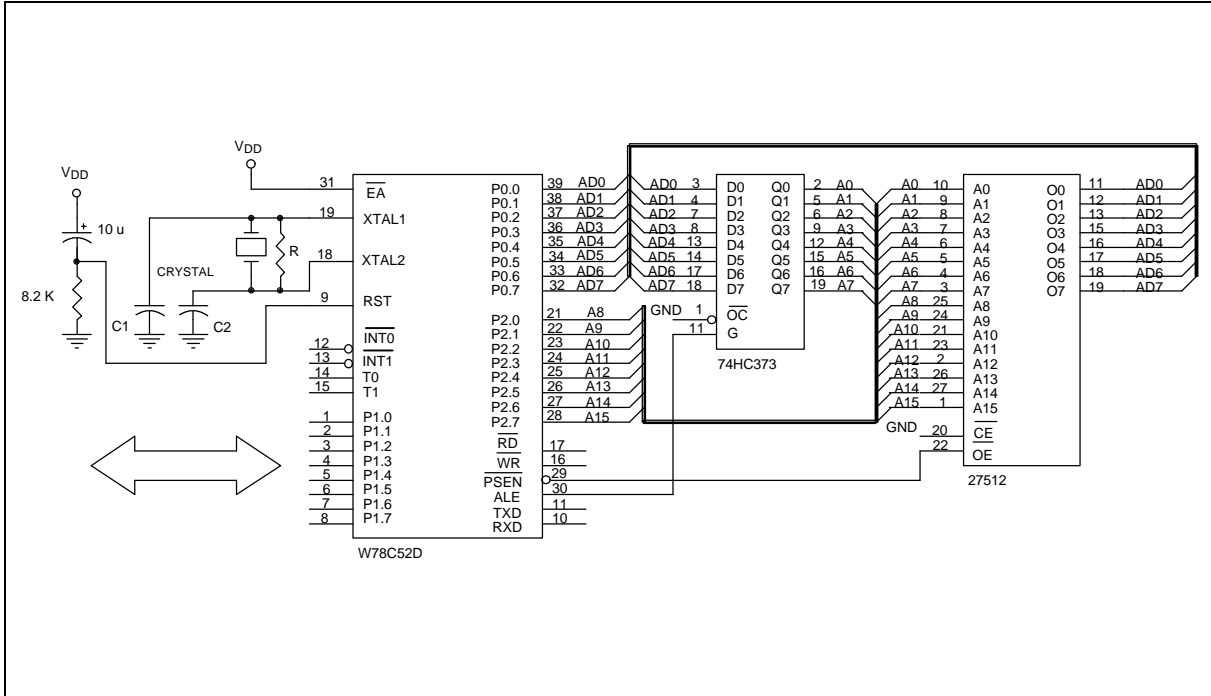 VDD
VDD
10 u
8.2 K
CRYSTAL
R
C1
C2
31 EA
19 XTAL1
18 XTAL2
9 RST
12 INT0
13 INT1
14 T0
15 T1
1 P1.0
2 P1.1
3 P1.2
4 P1.3
5 P1.4
6 P1.5
7 P1.6
8 P1.7
P0.0 39 AD0
P0.1 38 AD1
P0.2 37 AD2
P0.3 36 AD3
P0.4 35 AD4
P0.5 34 AD5
P0.6 33 AD6
P0.7 32 AD7
P2.0 21 A8
P2.1 22 A9
P2.2 23 A10
P2.3 24 A11
P2.4 25 A12
P2.5 26 A13
P2.6 27 A14
P2.7 28 A15
RD 17
WR 16
PSEN 29
ALE 30
TXD 11
RXD 10
W78C52D
AD0 3 D0 Q0 2 A0
AD1 4 D1 Q1 5 A1
AD2 7 D2 Q2 6 A2
AD3 8 D3 Q3 9 A3
AD4 13 D4 Q4 12 A4
AD5 14 D5 Q5 15 A5
AD6 17 D6 Q6 16 A6
AD7 18 D7 Q7 19 A7
GND 1 OC
11 G
74HC373
A0 10 A0
A1 9 A1
A2 8 A2
A3 7 A3
A4 6 A4
A5 5 A5
A6 4 A6
A7 3 A7
A8 25 A8
A9 24 A9
A10 21 A10
A11 23 A11
A12 2 A12
A13 26 A13
A14 27 A14
A15 1 A15
GND 20 CE
22 OE
O0 11 AD0
O1 12 AD1
O2 13 AD2
O3 15 AD3
O4 16 AD4
O5 17 AD5
O6 18 AD6
O7 19 AD7
27512